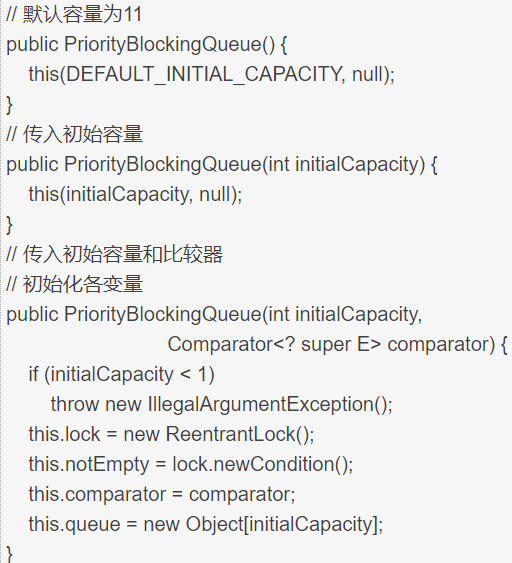 // 默认容量为11
public PriorityBlockingQueue() {
    this(DEFAULT_INITIAL_CAPACITY, null);
}
// 传入初始容量
public PriorityBlockingQueue(int initialCapacity) {
    this(initialCapacity, null);
}
// 传入初始容量和比较器
// 初始化各变量
public PriorityBlockingQueue(int initialCapacity,
                             Comparator<? super E> comparator) {
    if (initialCapacity < 1)
        throw new IllegalArgumentException();
    this.lock = new ReentrantLock();
    this.notEmpty = lock.newCondition();
    this.comparator = comparator;
    this.queue = new Object[initialCapacity];
}